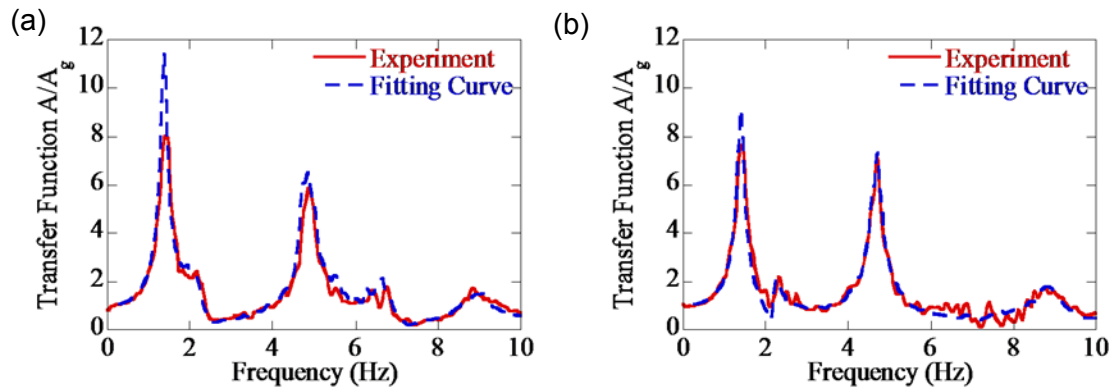 (a)
Transfer Function A/Ag
12
10
8
6
4
2
0
Experiment
Fitting Curve
0 2 4 6 8 10
Frequency (Hz)
(b)
Transfer Function A/Ag
12
10
8
6
4
2
0
Experiment
Fitting Curve
0 2 4 6 8 10
Frequency (Hz)